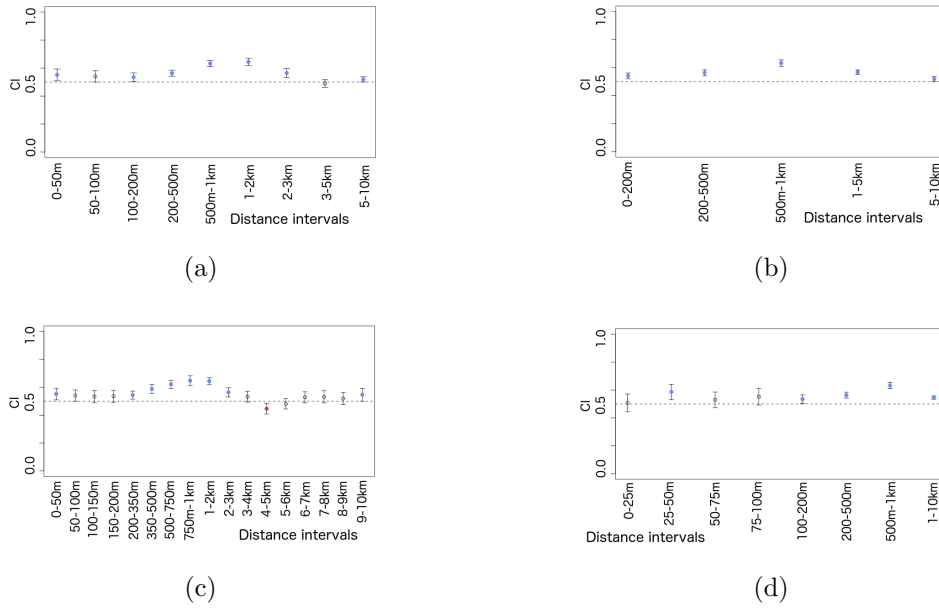 1.0
0.5
0.0
CI
0-50m
50-100m
100-200m
200-500m
500m-1km
1-2km
2-3km
3-5km
5-10km
Distance intervals
(a)
1.0
0.5
0.0
CI
0-200m
200-500m
500m-1km
1-5km
5-10km
Distance intervals
(b)
1.0
0.5
0.0
CI
0-50m
50-100m
100-150m
150-200m
200-350m
350-500m
500-750m
750m-1km
1-2km
2-3km
3-4km
4-5km
5-6km
6-7km
7-8km
8-9km
9-10km
Distance intervals
(c)
1.0
0.5
0.0
CI
0-25m
25-50m
50-75m
75-100m
100-200m
200-500m
500m-1km
1-10km
Distance intervals
(d)